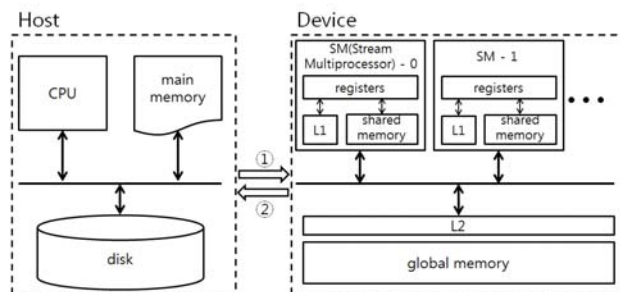 Host
Device
CPU
main
memory
disk
①
②
SM(Stream
Multiprocessor) - 0
registers
L1
shared
memory
SM - 1
registers
L1
shared
memory
L2
global memory